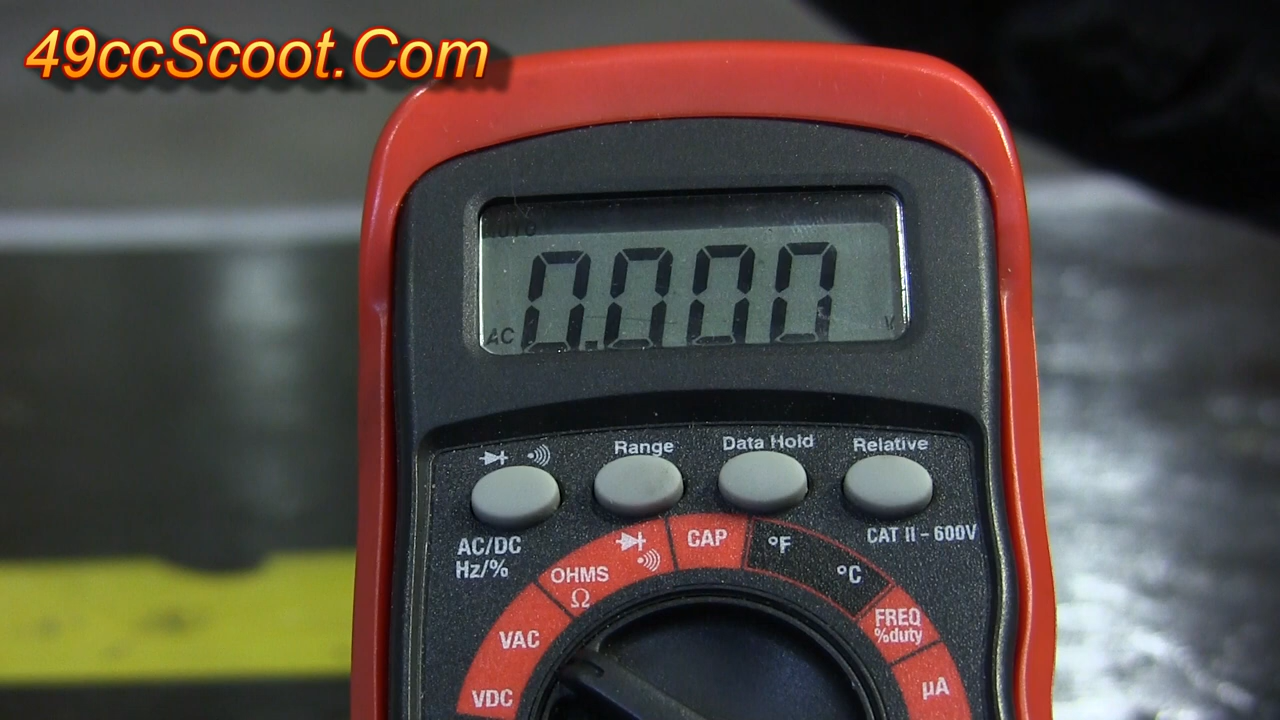 49ccScoot.Com
AUTO
0.000
AC
V
Range
Data Hold
Relative
AC/DC
Hz/%
CAT II - 600V
CAP
°F
°C
OHMS
Ω
FREQ
%duty
VAC
VDC
µA